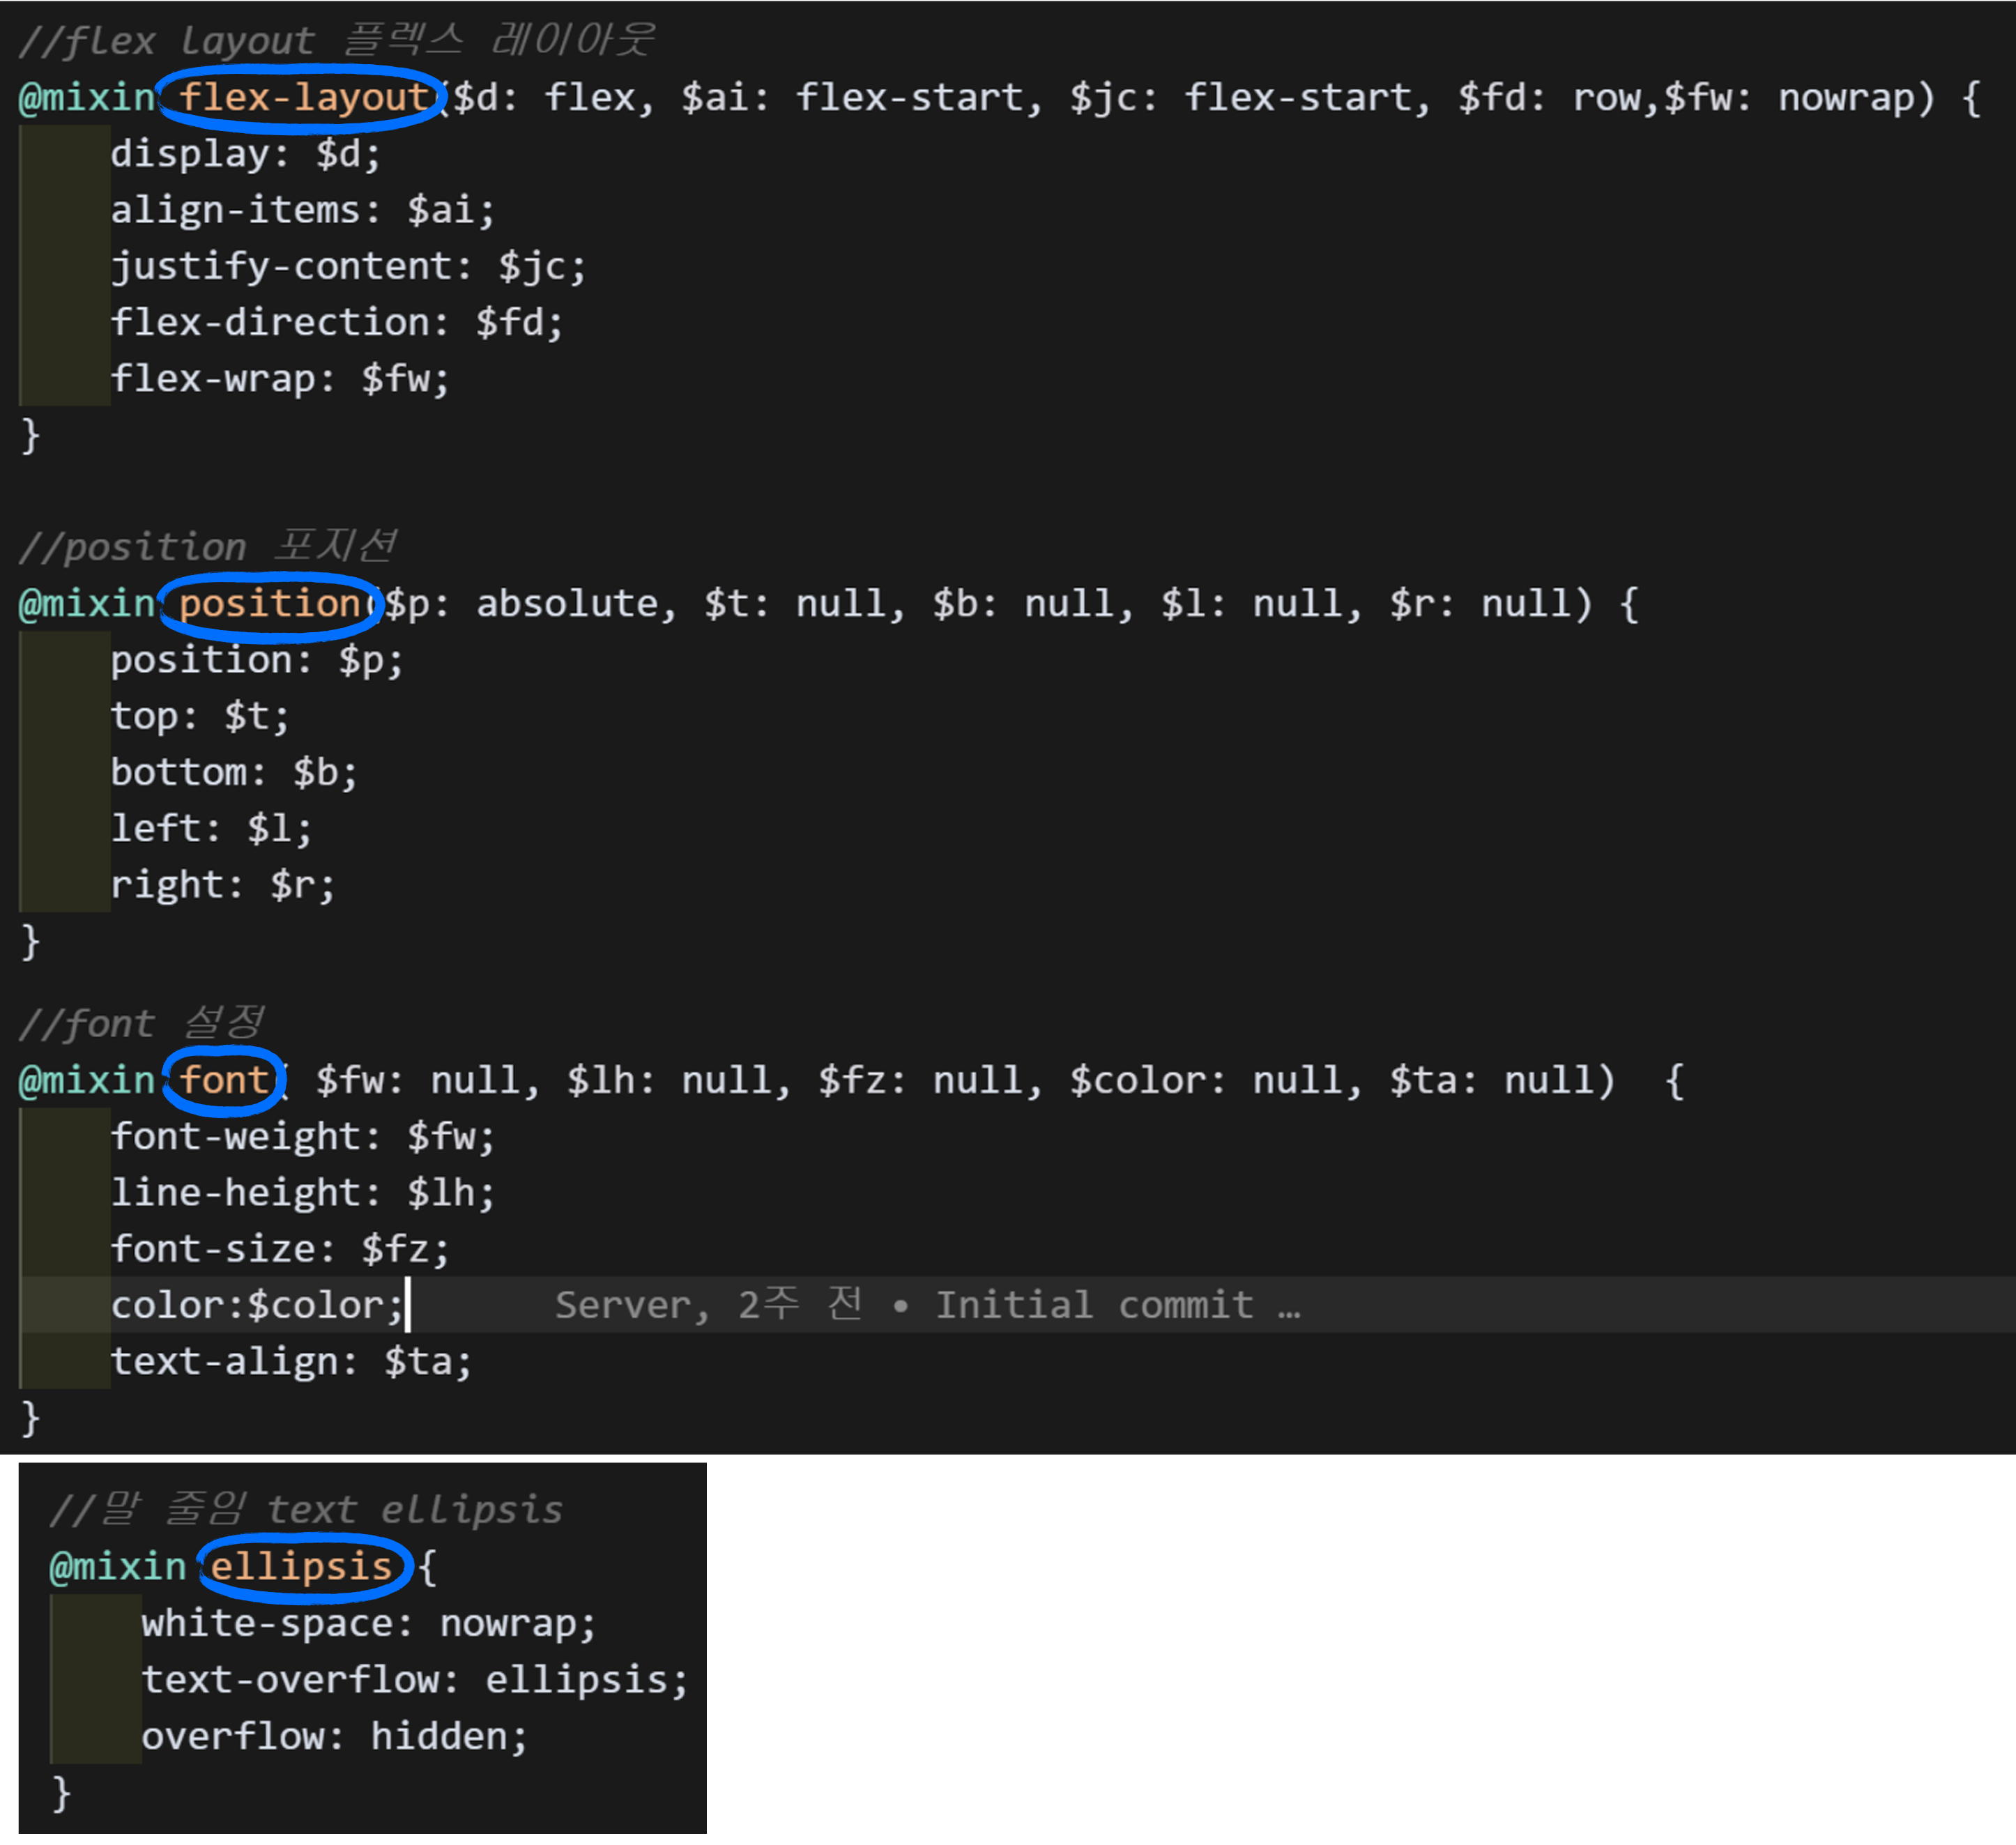 //flex layout 플렉스 레이아웃
@mixin flex-layout($d: flex, $ai: flex-start, $jc: flex-start, $fd: row,$fw: nowrap) {
display: $d;
align-items: $ai;
justify-content: $jc;
flex-direction: $fd;
flex-wrap: $fw;
}
//position 포지션
@mixin position($p: absolute, $t: null, $b: null, $l: null, $r: null) {
position: $p;
top: $t;
bottom: $b;
left: $l;
right: $r;
}
//font 설정
@mixin font( $fw: null, $lh: null, $fz: null, $color: null, $ta: null)  {
font-weight: $fw;
line-height: $lh;
font-size: $fz;
color:$color; Server, 2주 전 • Initial commit …
text-align: $ta;
}
//말 줄임 text ellipsis
@mixin ellipsis {
white-space: nowrap;
text-overflow: ellipsis;
overflow: hidden;
}